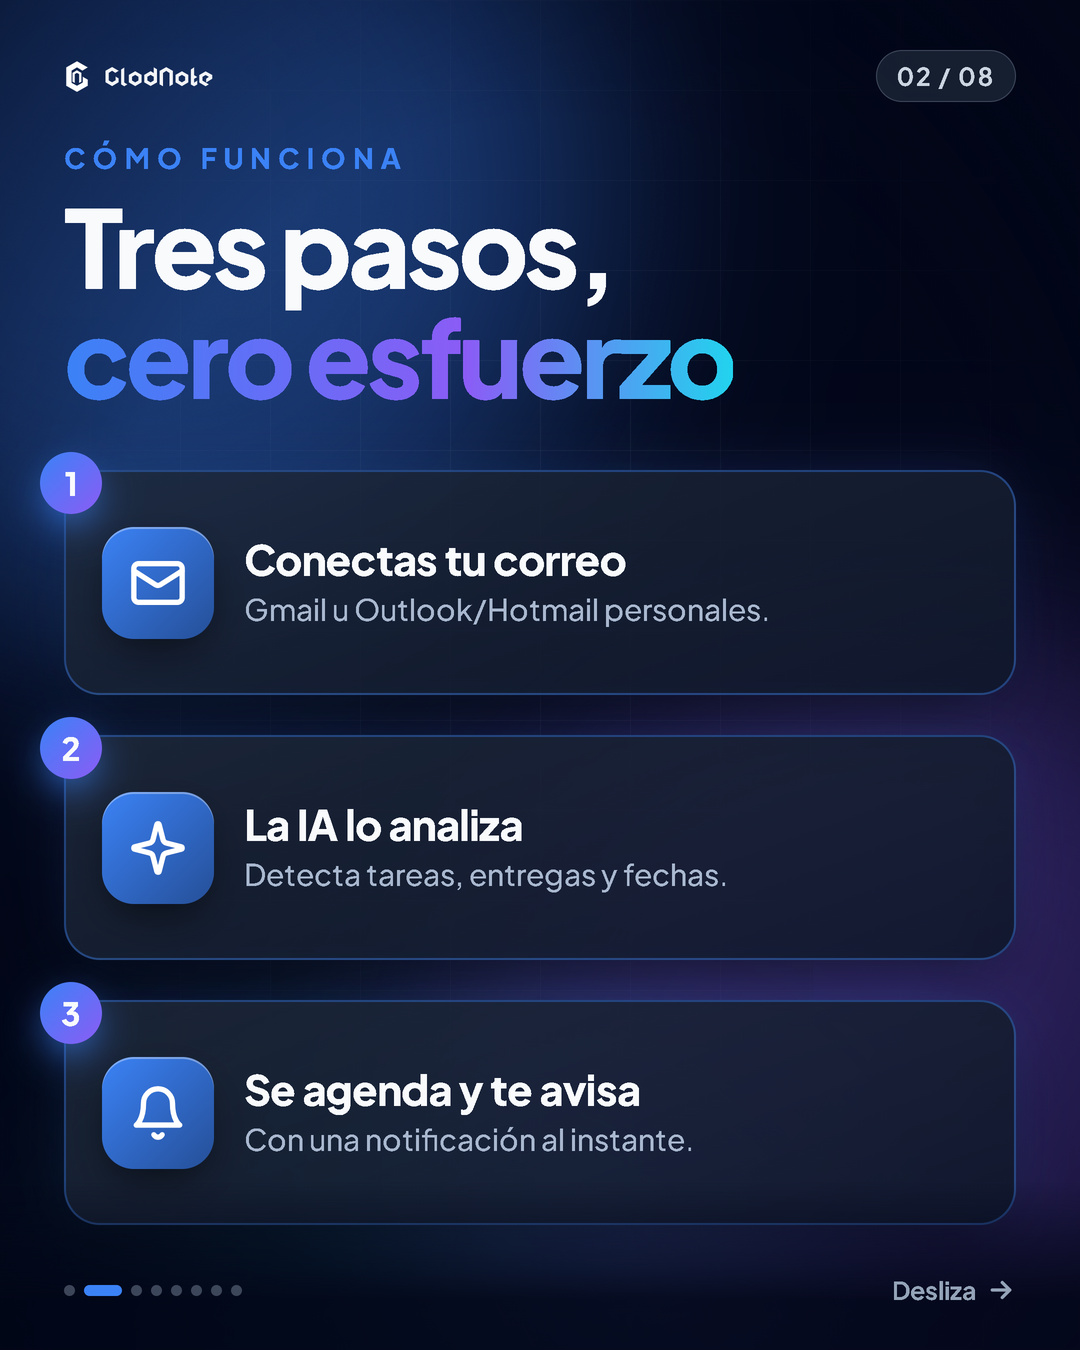 ClodNote
02 / 08
CÓMO FUNCIONA
Tres pasos,
cero esfuerzo
1
Conectas tu correo
Gmail u Outlook/Hotmail personales.
2
La IA lo analiza
Detecta tareas, entregas y fechas.
3
Se agenda y te avisa
Con una notificación al instante.
Desliza →